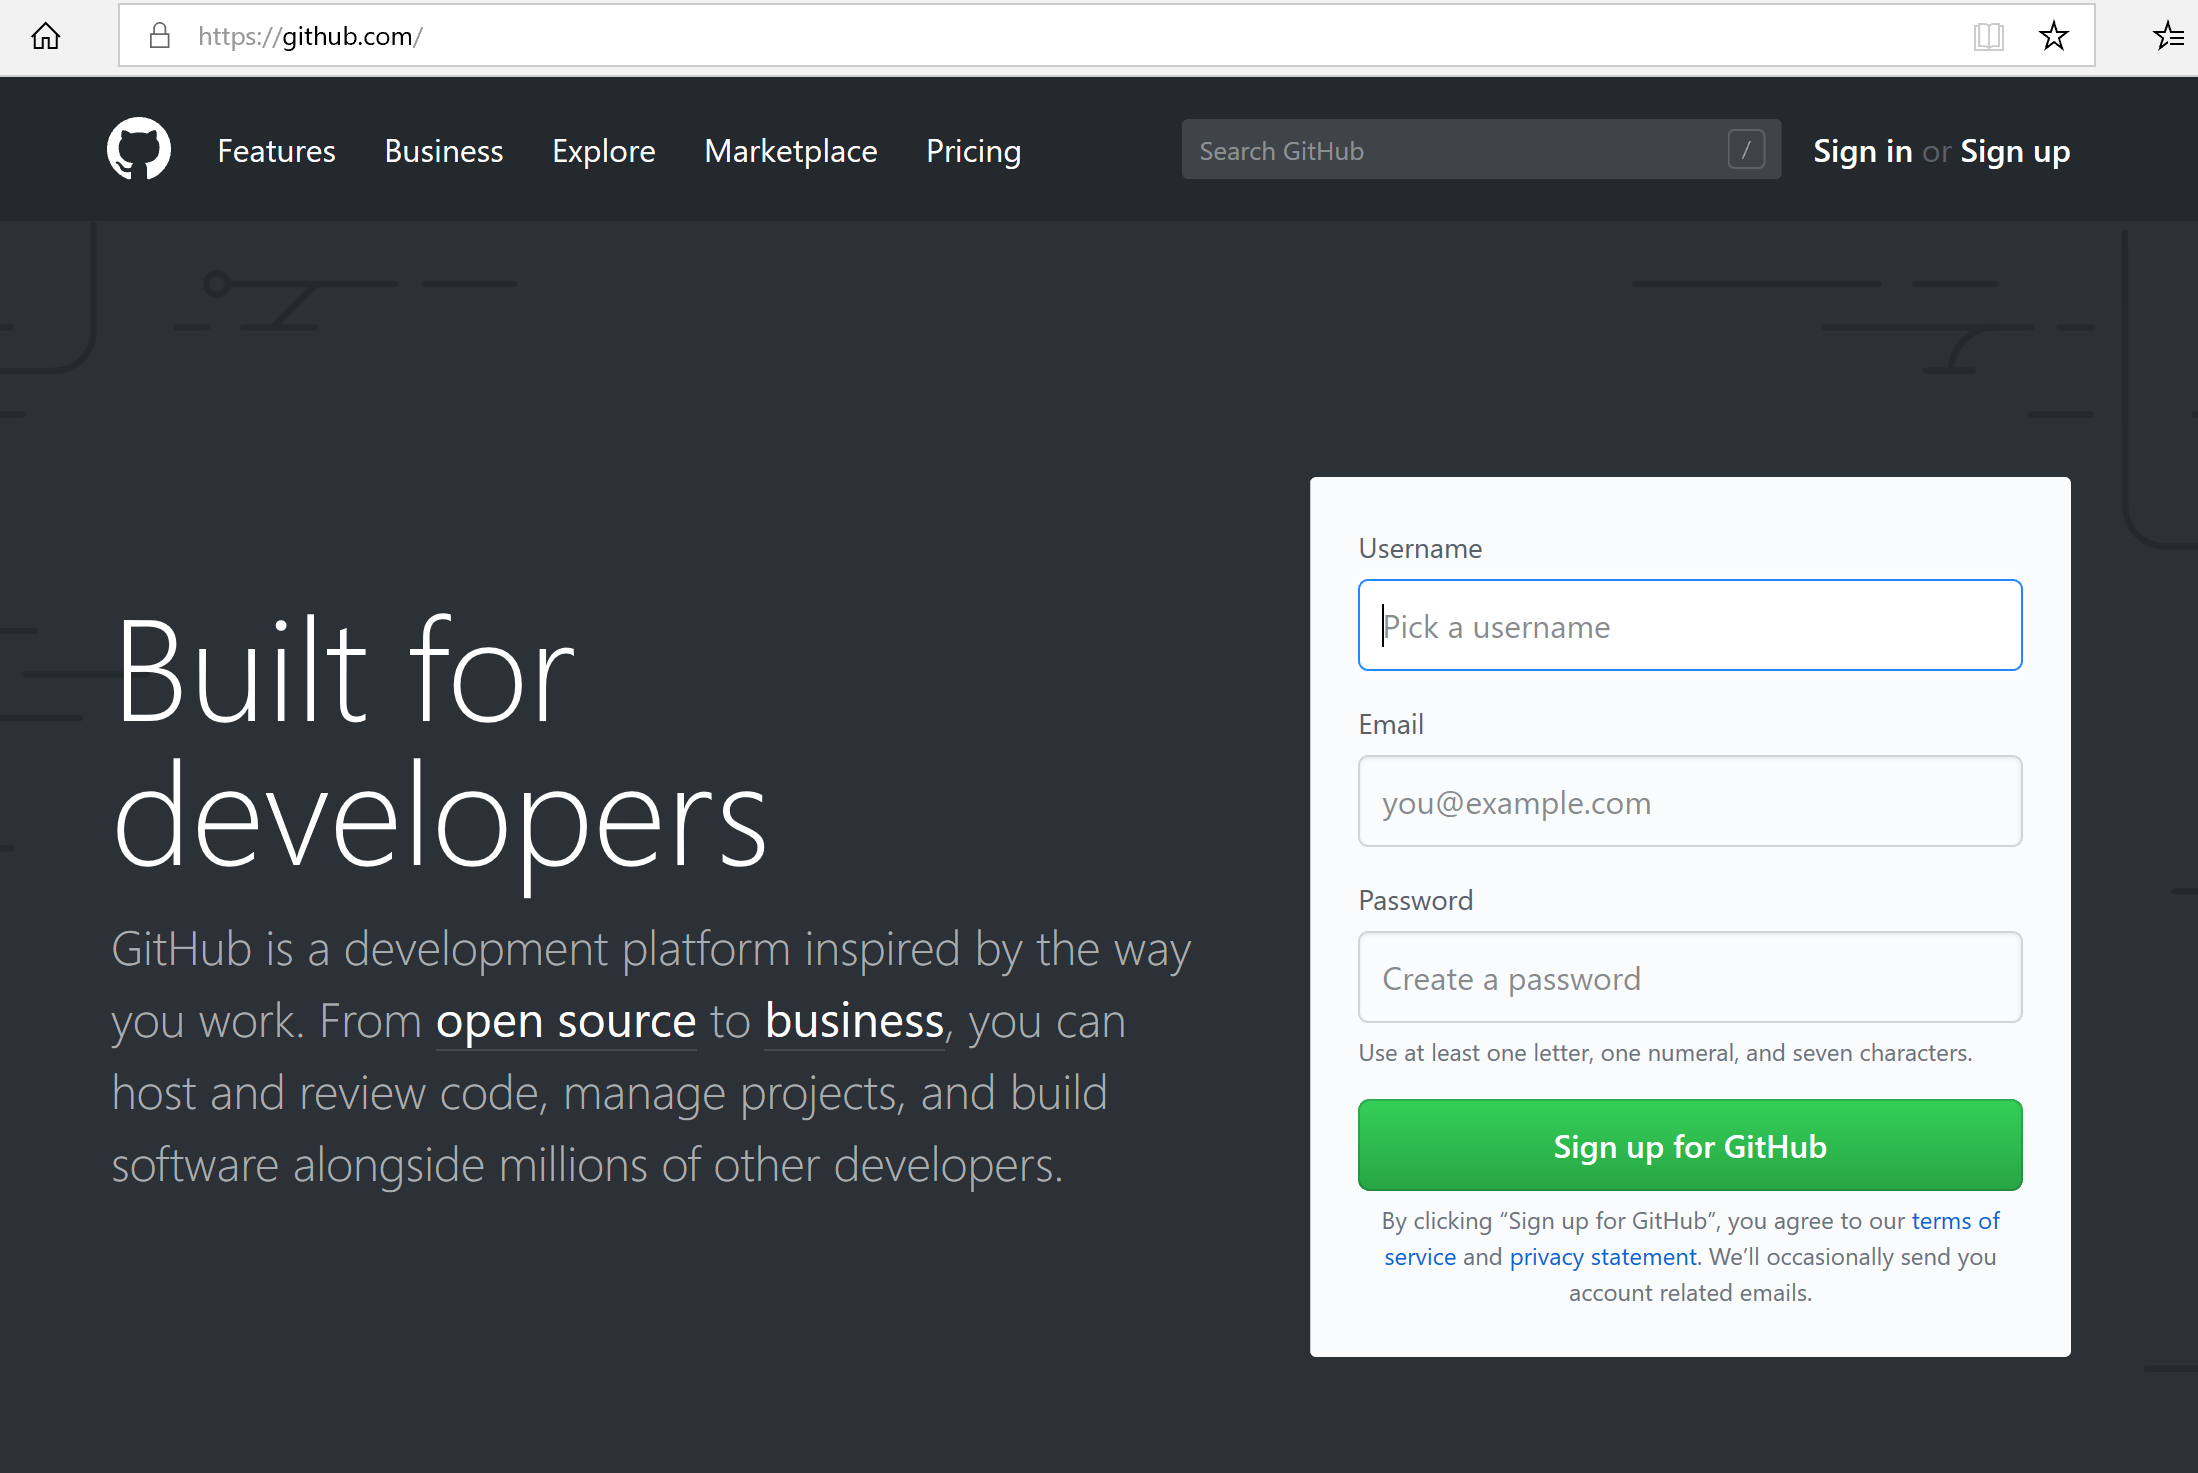 https://github.com/
Features Business Explore Marketplace Pricing Search GitHub / Sign in or Sign up
Built for
developers
GitHub is a development platform inspired by the way
you work. From open source to business, you can
host and review code, manage projects, and build
software alongside millions of other developers.
Username
Pick a username
Email
you@example.com
Password
Create a password
Use at least one letter, one numeral, and seven characters.
Sign up for GitHub
By clicking “Sign up for GitHub”, you agree to our terms of
service and privacy statement. We’ll occasionally send you
account related emails.